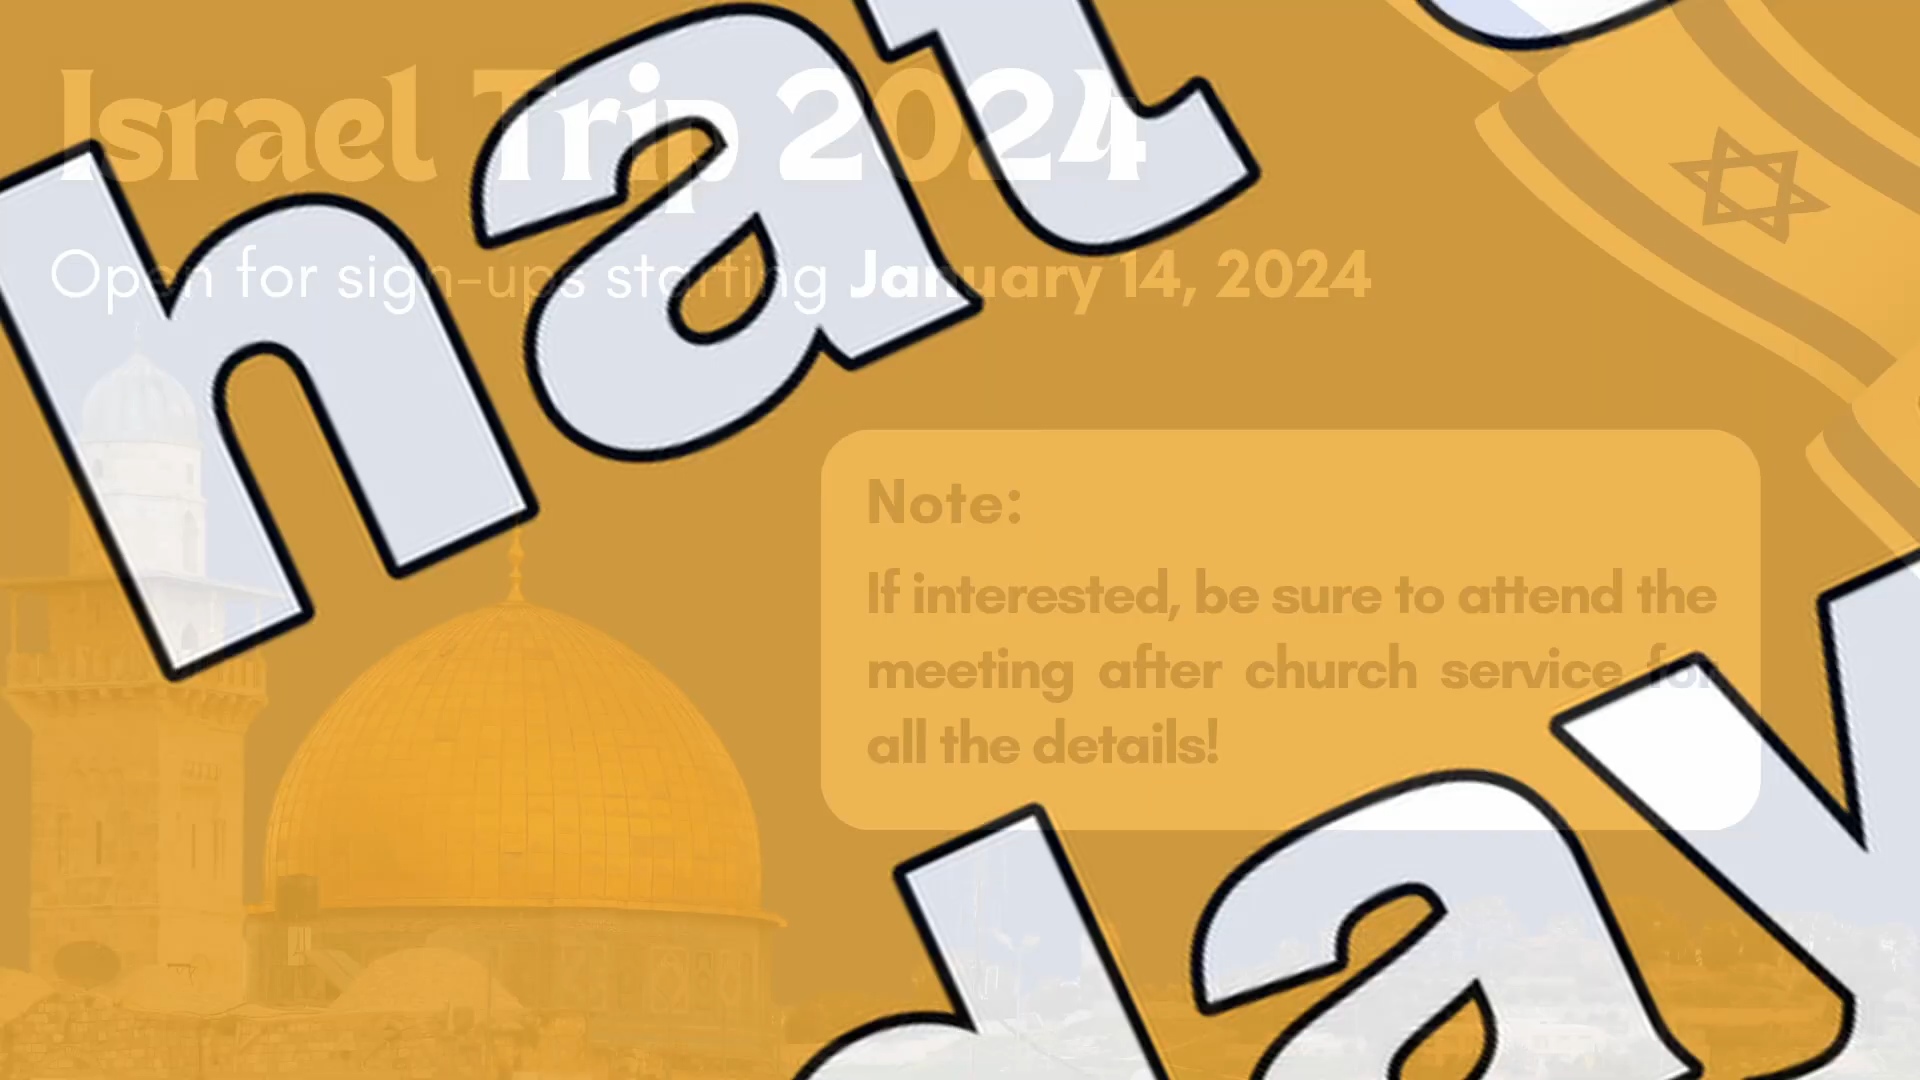 hat
Israel Trip 2024
Open for sign-ups starting January 14, 2024
Note:
If interested, be sure to attend the
meeting after church service for
all the details!
day